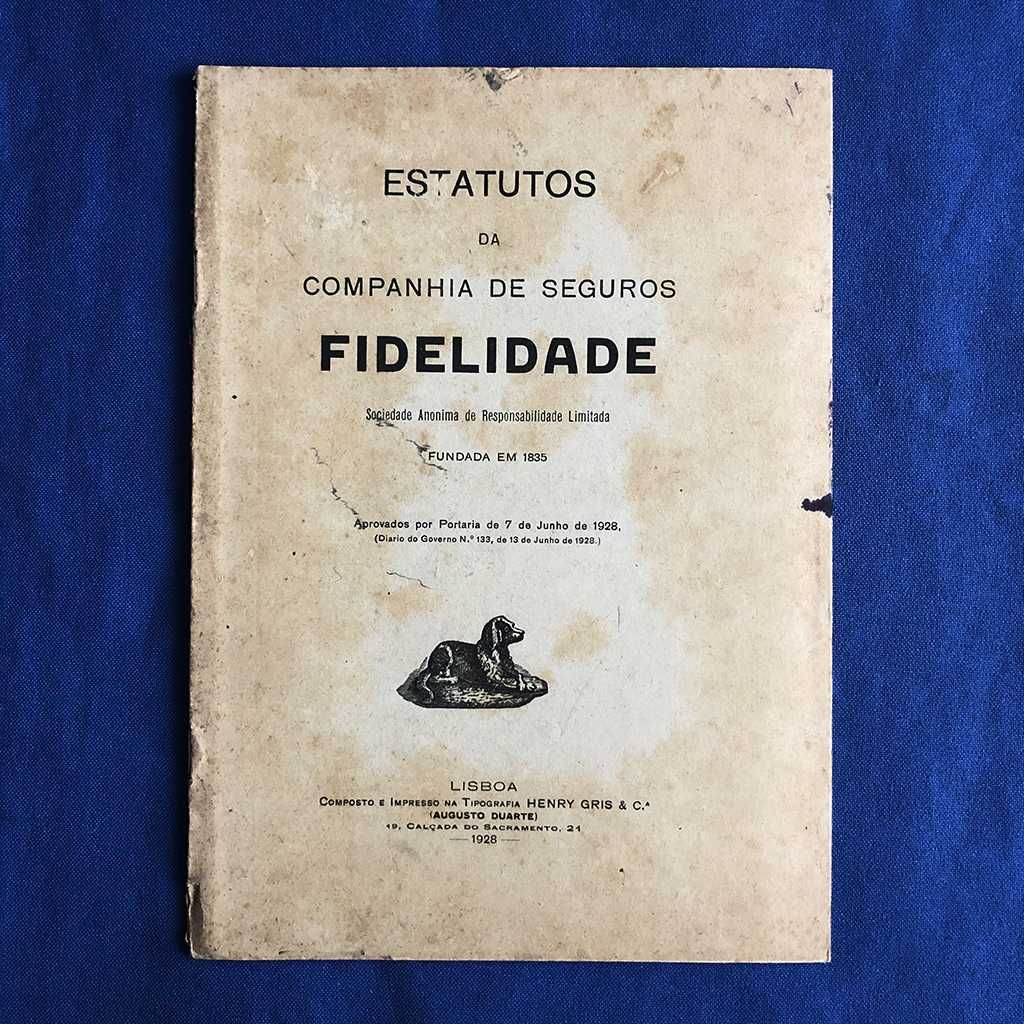 ESTATUTOS
DA
COMPANHIA DE SEGUROS
FIDELIDADE
Sociedade Anonima de Responsabilidade Limitada
FUNDADA EM 1835
Aprovados por Portaria de 7 de Junho de 1928,
(Diario do Governo N.º 133, de 13 de Junho de 1928.)
LISBOA
COMPOSTO E IMPRESSO NA TIPOGRAFIA HENRY GRIS & C.ª
(AUGUSTO DUARTE)
19, CALÇADA DO SACRAMENTO, 21
— 1928 —